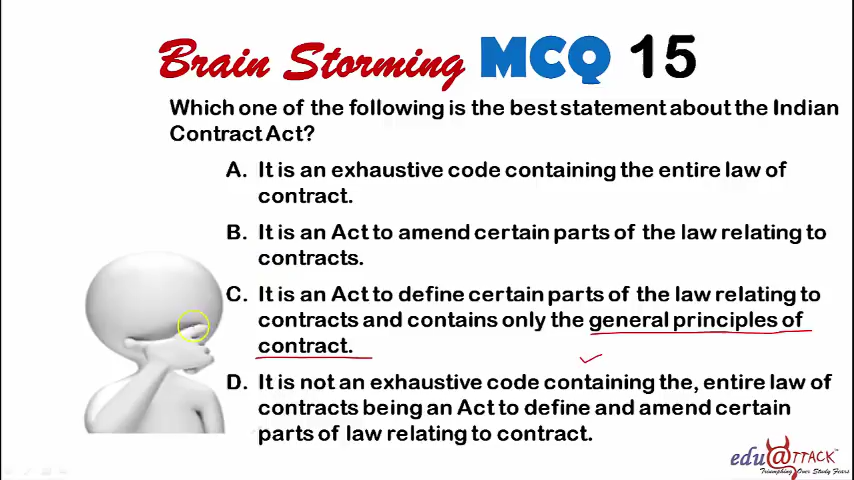 Brain Storming MCQ 15
Which one of the following is the best statement about the Indian
Contract Act?
A. It is an exhaustive code containing the entire law of
contract.
B. It is an Act to amend certain parts of the law relating to
contracts.
C. It is an Act to define certain parts of the law relating to
contracts and contains only the general principles of
contract.
D. It is not an exhaustive code containing the, entire law of
contracts being an Act to define and amend certain
parts of law relating to contract.
edu@TTACK
Triumphing Over Study Fears